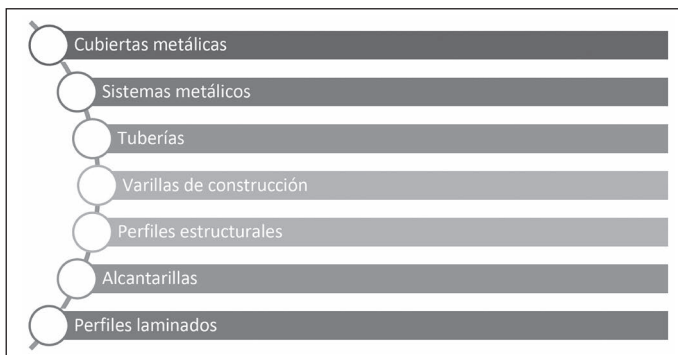 Cubiertas metálicas
Sistemas metálicos
Tuberías
Varillas de construcción
Perfiles estructurales
Alcantarillas
Perfiles laminados